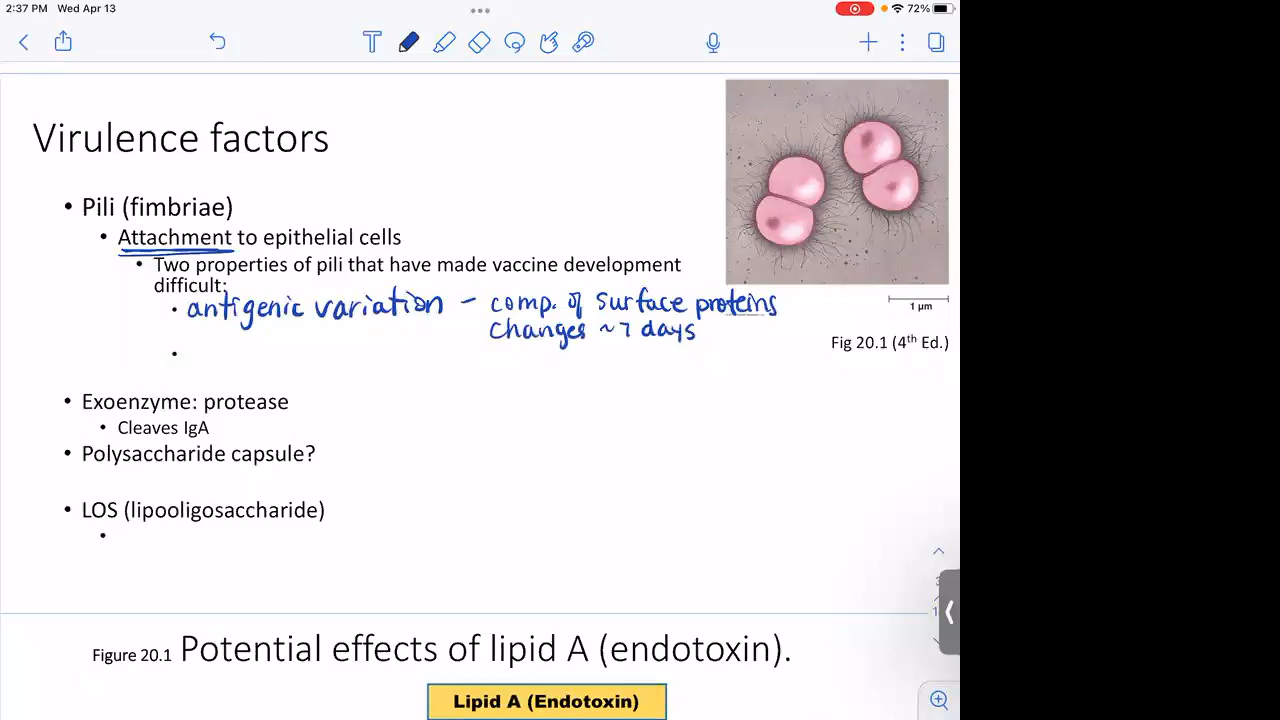 2:37 PM Wed Apr 13
72%
Virulence factors
• Pili (fimbriae)
• Attachment to epithelial cells
• Two properties of pili that have made vaccine development
difficult:
• antigenic variation – comp. of surface proteins
changes ~7 days
•
1 µm
Fig 20.1 (4th Ed.)
• Exoenzyme: protease
• Cleaves IgA
• Polysaccharide capsule?
• LOS (lipooligosaccharide)
•
Figure 20.1 Potential effects of lipid A (endotoxin).
Lipid A (Endotoxin)